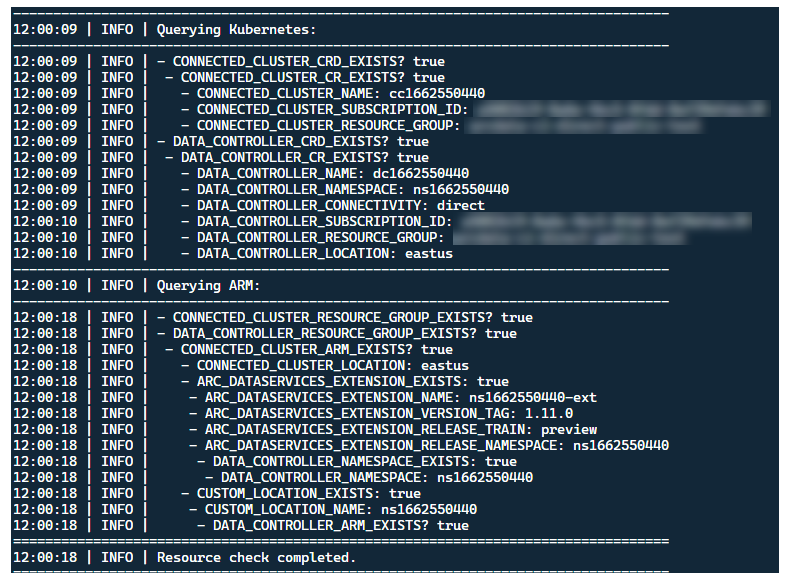 ----------------------------------------------------------------------------------
12:00:09 | INFO | Querying Kubernetes:
----------------------------------------------------------------------------------
12:00:09 | INFO |  - CONNECTED_CLUSTER_CRD_EXISTS? true
12:00:09 | INFO |   - CONNECTED_CLUSTER_CR_EXISTS? true
12:00:09 | INFO |     - CONNECTED_CLUSTER_NAME: cc1662550440
12:00:09 | INFO |     - CONNECTED_CLUSTER_SUBSCRIPTION_ID:
12:00:09 | INFO |     - CONNECTED_CLUSTER_RESOURCE_GROUP:
12:00:09 | INFO |  - DATA_CONTROLLER_CRD_EXISTS? true
12:00:09 | INFO |   - DATA_CONTROLLER_CR_EXISTS? true
12:00:09 | INFO |     - DATA_CONTROLLER_NAME: dc1662550440
12:00:09 | INFO |     - DATA_CONTROLLER_NAMESPACE: ns1662550440
12:00:09 | INFO |     - DATA_CONTROLLER_CONNECTIVITY: direct
12:00:10 | INFO |     - DATA_CONTROLLER_SUBSCRIPTION_ID:
12:00:10 | INFO |     - DATA_CONTROLLER_RESOURCE_GROUP:
12:00:10 | INFO |     - DATA_CONTROLLER_LOCATION: eastus
----------------------------------------------------------------------------------
12:00:10 | INFO | Querying ARM:
----------------------------------------------------------------------------------
12:00:18 | INFO |  - CONNECTED_CLUSTER_RESOURCE_GROUP_EXISTS? true
12:00:18 | INFO |  - DATA_CONTROLLER_RESOURCE_GROUP_EXISTS? true
12:00:18 | INFO |   - CONNECTED_CLUSTER_ARM_EXISTS? true
12:00:18 | INFO |     - CONNECTED_CLUSTER_LOCATION: eastus
12:00:18 | INFO |     - ARC_DATASERVICES_EXTENSION_EXISTS: true
12:00:18 | INFO |      - ARC_DATASERVICES_EXTENSION_NAME: ns1662550440-ext
12:00:18 | INFO |      - ARC_DATASERVICES_EXTENSION_VERSION_TAG: 1.11.0
12:00:18 | INFO |      - ARC_DATASERVICES_EXTENSION_RELEASE_TRAIN: preview
12:00:18 | INFO |      - ARC_DATASERVICES_EXTENSION_RELEASE_NAMESPACE: ns1662550440
12:00:18 | INFO |       - DATA_CONTROLLER_NAMESPACE_EXISTS: true
12:00:18 | INFO |        - DATA_CONTROLLER_NAMESPACE: ns1662550440
12:00:18 | INFO |     - CUSTOM_LOCATION_EXISTS: true
12:00:18 | INFO |      - CUSTOM_LOCATION_NAME: ns1662550440
12:00:18 | INFO |       - DATA_CONTROLLER_ARM_EXISTS? true
==================================================================================
12:00:18 | INFO | Resource check completed.
----------------------------------------------------------------------------------